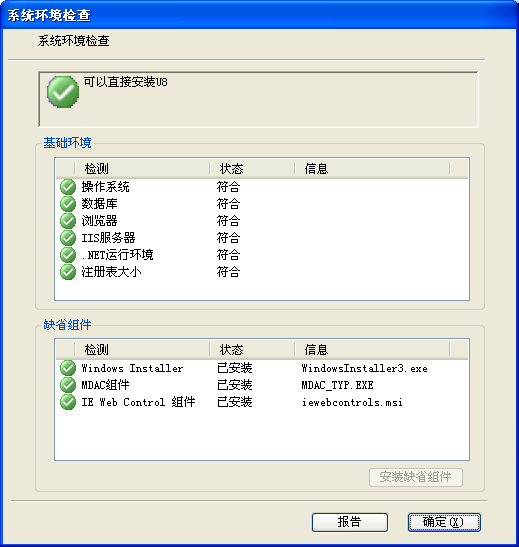 系统环境检查
系统环境检查
可以直接安装U8
基础环境
检测 状态 信息
操作系统 符合
数据库 符合
浏览器 符合
IIS服务器 符合
.NET运行环境 符合
注册表大小 符合
缺省组件
检测 状态 信息
Windows Installer 已安装 WindowsInstaller3.exe
MDAC组件 已安装 MDAC_TYP.EXE
IE Web Control 组件 已安装 iewebcontrols.msi
安装缺省组件
报告 确定(X)